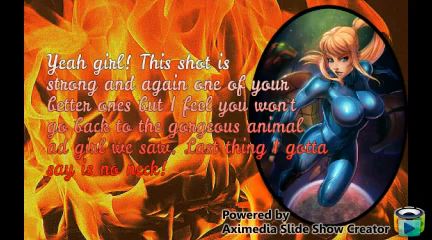 Yeah girl! This shot is
strong and again one of your
better ones but I feel you won't
go back to the gorgeous animal
ad girl we saw. Last thing I gotta
say is no neck!
Powered by
Aximedia Slide Show Creator